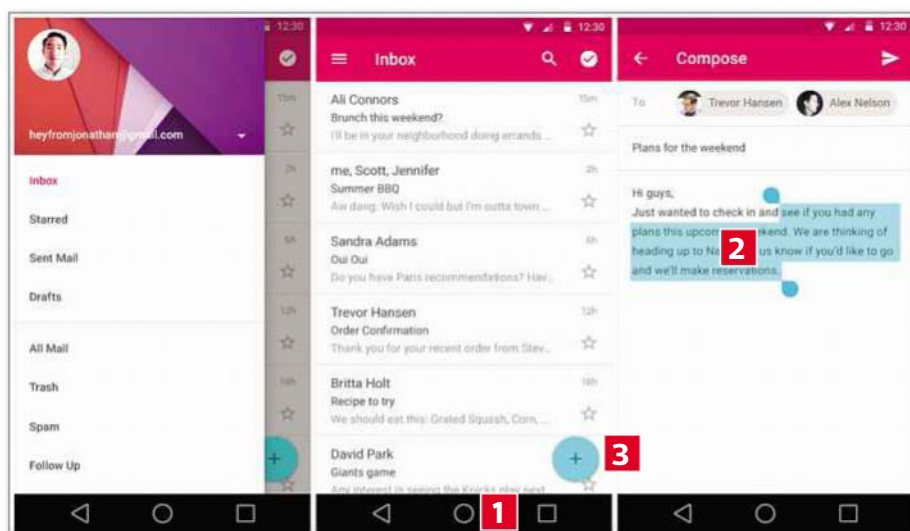 12:30
heyfromjonathan@gmail.com
Inbox
Starred
Sent Mail
Drafts
All Mail
Trash
Spam
Follow Up
15m
2h
6h
12h
18h
+
12:30
Inbox
Ali Connors
15m
Brunch this weekend?
I'll be in your neighborhood doing errands ...
me, Scott, Jennifer
2h
Summer BBQ
Aw dang. Wish I could but I'm outta town ...
Sandra Adams
6h
Oui Oui
Do you have Paris recommendations? Hav...
Trevor Hansen
12h
Order Confirmation
Thank you for your recent order from Stev...
Britta Holt
18h
Recipe to try
We should eat this: Grated Squash, Corn, ...
David Park
Giants game
Any interest in seeing the Knicks play next
+
3
1
12:30
Compose
To Trevor Hansen Alex Nelson
Plans for the weekend
Hi guys,
Just wanted to check in and see if you had any
plans this upcoming weekend. We are thinking of
heading up to Na 2 us know if you'd like to go
and we'll make reservations.